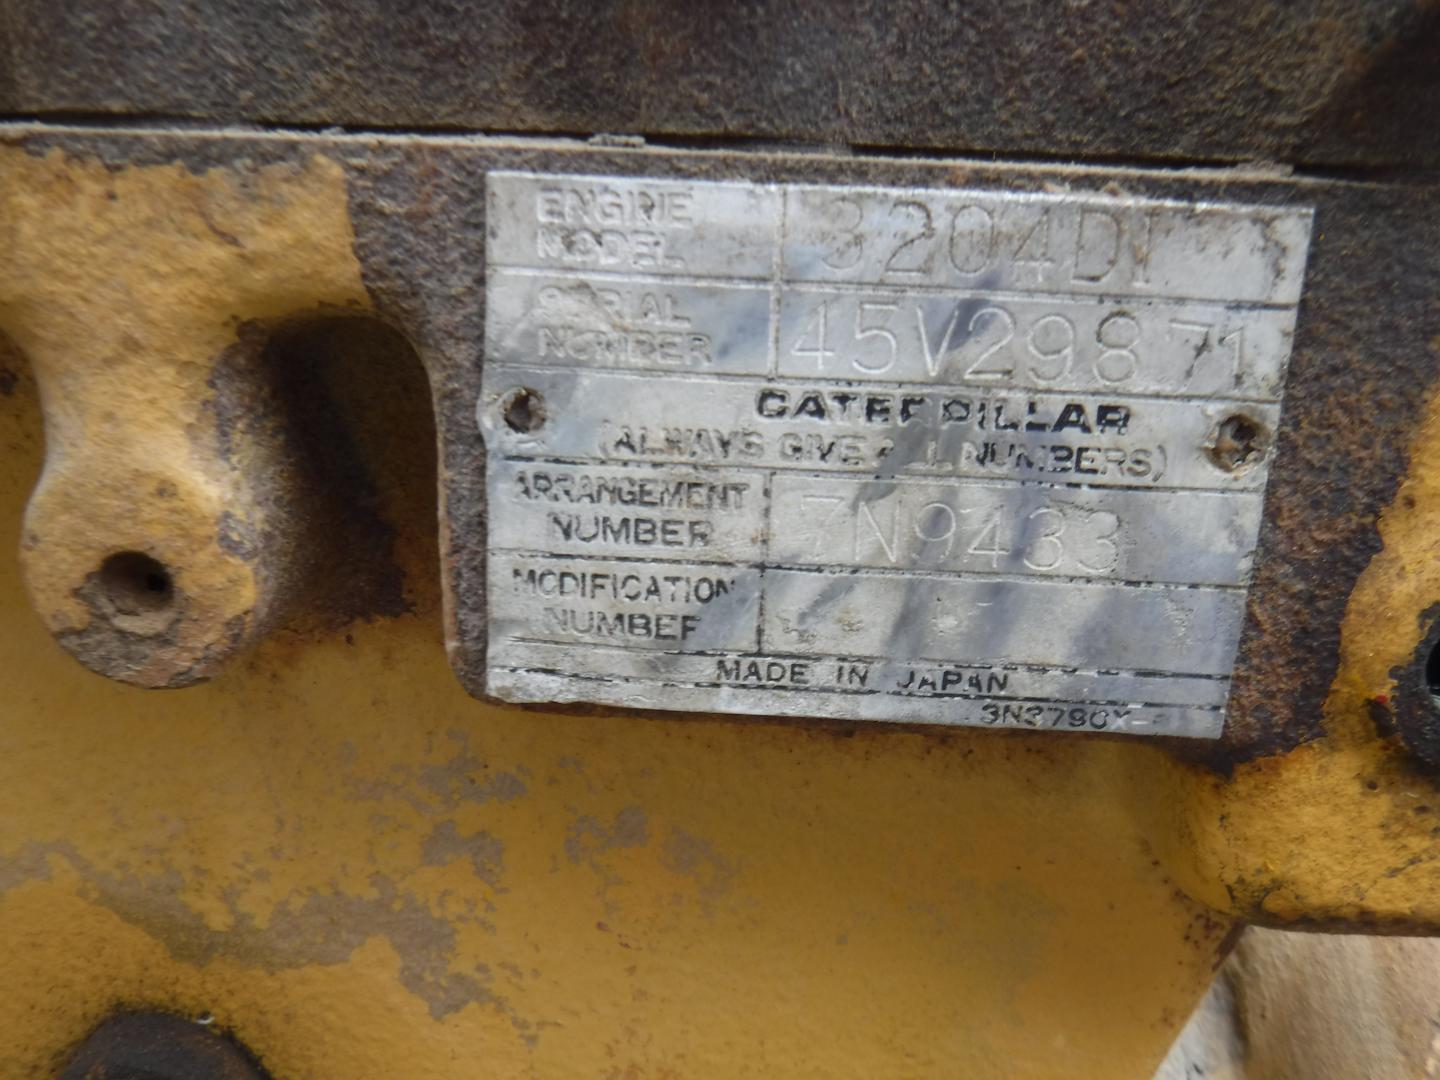 ENGINE MODEL 3204DI
SERIAL NUMBER 45V29871
CATERPILLAR
(ALWAYS GIVE ALL NUMBERS)
ARRANGEMENT NUMBER 7N9433
MODIFICATION NUMBER
MADE IN JAPAN